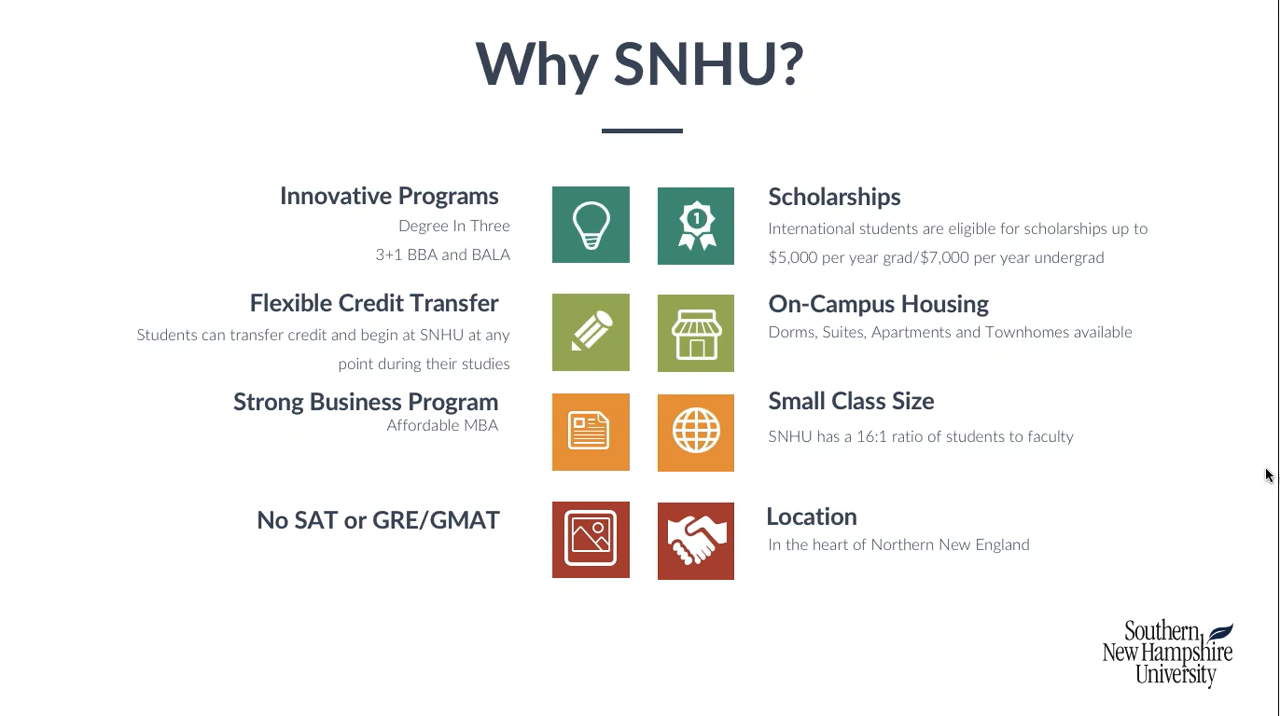 Why SNHU?
Innovative Programs
Degree In Three
3+1 BBA and BALA
Flexible Credit Transfer
Students can transfer credit and begin at SNHU at any
point during their studies
Strong Business Program
Affordable MBA
No SAT or GRE/GMAT
1
Scholarships
International students are eligible for scholarships up to
$5,000 per year grad/$7,000 per year undergrad
On-Campus Housing
Dorms, Suites, Apartments and Townhomes available
Small Class Size
SNHU has a 16:1 ratio of students to faculty
Location
In the heart of Northern New England
Southern
New Hampshire
University